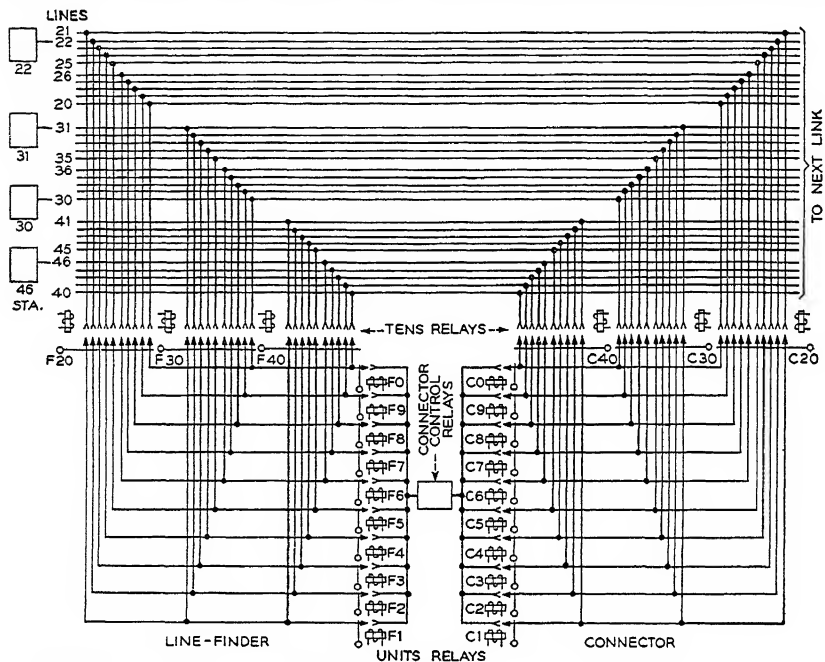 LINES
21
22
25
26
20
22
31
31
35
36
30
30
41
45
46
46
STA.
40
TO NEXT LINK
TENS RELAYS
F20
F30
F40
C40
C30
C20
CONNECTOR
CONTROL
RELAYS
F0
C0
F9
C9
F8
C8
F7
C7
F6
C6
F5
C5
F4
C4
F3
C3
F2
C2
F1
C1
LINE-FINDER
CONNECTOR
UNITS RELAYS